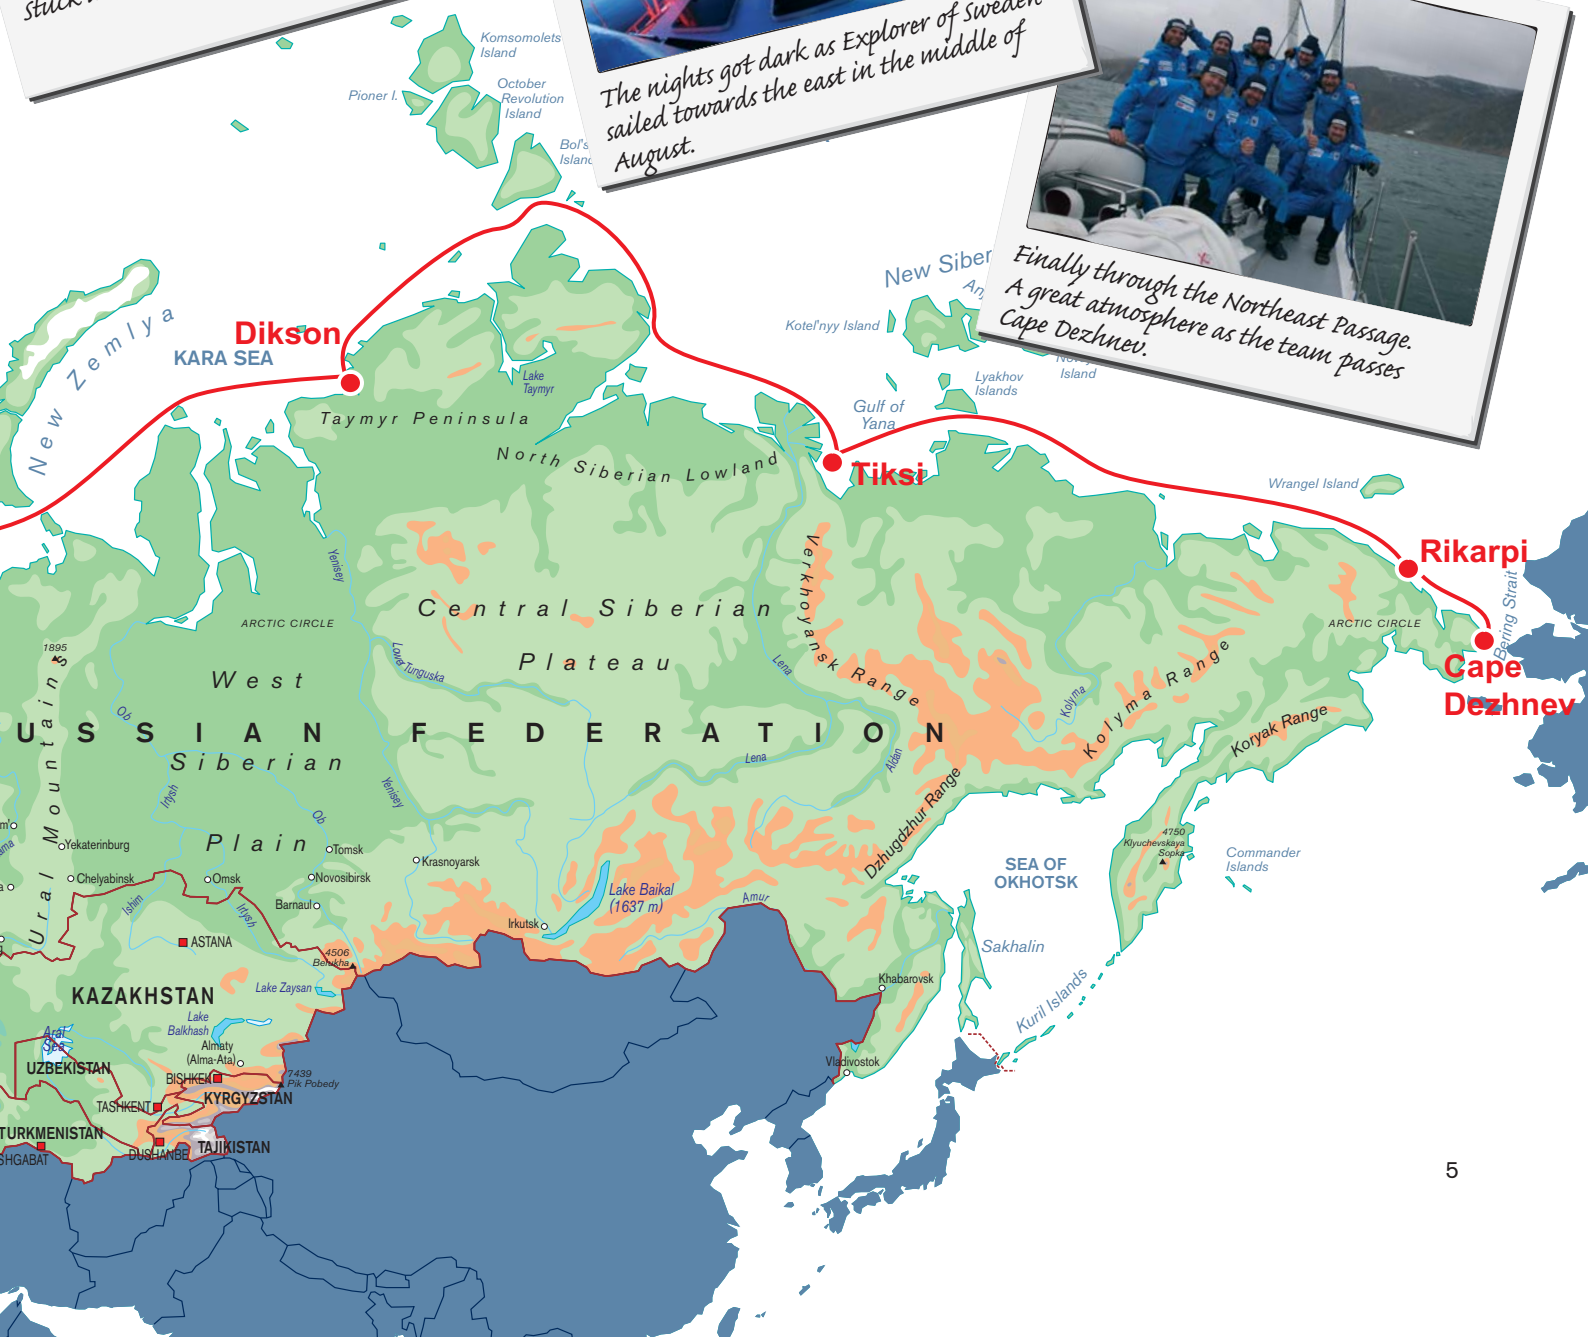 stuck
The nights got dark as Explorer of Sweden
sailed towards the east in the middle of
August.
Finally through the Northeast Passage.
A great atmosphere as the team passes
Cape Dezhnev.
Komsomolets
Island
October
Revolution
Island
Pioner I.
Bol's
Island
New Zemlya
KARA SEA
Dikson
Taymyr Peninsula
Lake
Taymyr
North Siberian Lowland
New Siber
Kotel'nyy Island
Lyakhov
Islands
Island
Gulf of
Yana
Tiksi
Wrangel Island
Rikarpi
Bering Strait
Cape
Dezhnev
ARCTIC CIRCLE
ARCTIC CIRCLE
Yenisey
Central Siberian
Plateau
Verkhoyansk Range
Lower Tunguska
Lena
Kolyma
Kolyma Range
Koryak Range
1895
Ural Mountains
West
Siberian
Plain
Ob
USSIAN FEDERATION
Irtysh
Ob
Yenisey
Lena
Aldan
Dzhugdzhur Range
Yekaterinburg
Chelyabinsk
Omsk
Tomsk
Novosibirsk
Barnaul
Krasnoyarsk
Irkutsk
Lake Baikal
(1637 m)
Amur
SEA OF
OKHOTSK
4750
Klyuchevskaya
Sopka
Commander
Islands
Sakhalin
Kuril Islands
Khabarovsk
Vladivostok
Ishim
Irtysh
ASTANA
4506
Belukha
KAZAKHSTAN
Lake Zaysan
Lake
Balkhash
Aral
Sea
Almaty
(Alma-Ata)
UZBEKISTAN
BISHKEK
7439
Pik Pobedy
KYRGYZSTAN
TASHKENT
TURKMENISTAN
SHGABAT
DUSHANBE
TAJIKISTAN
5